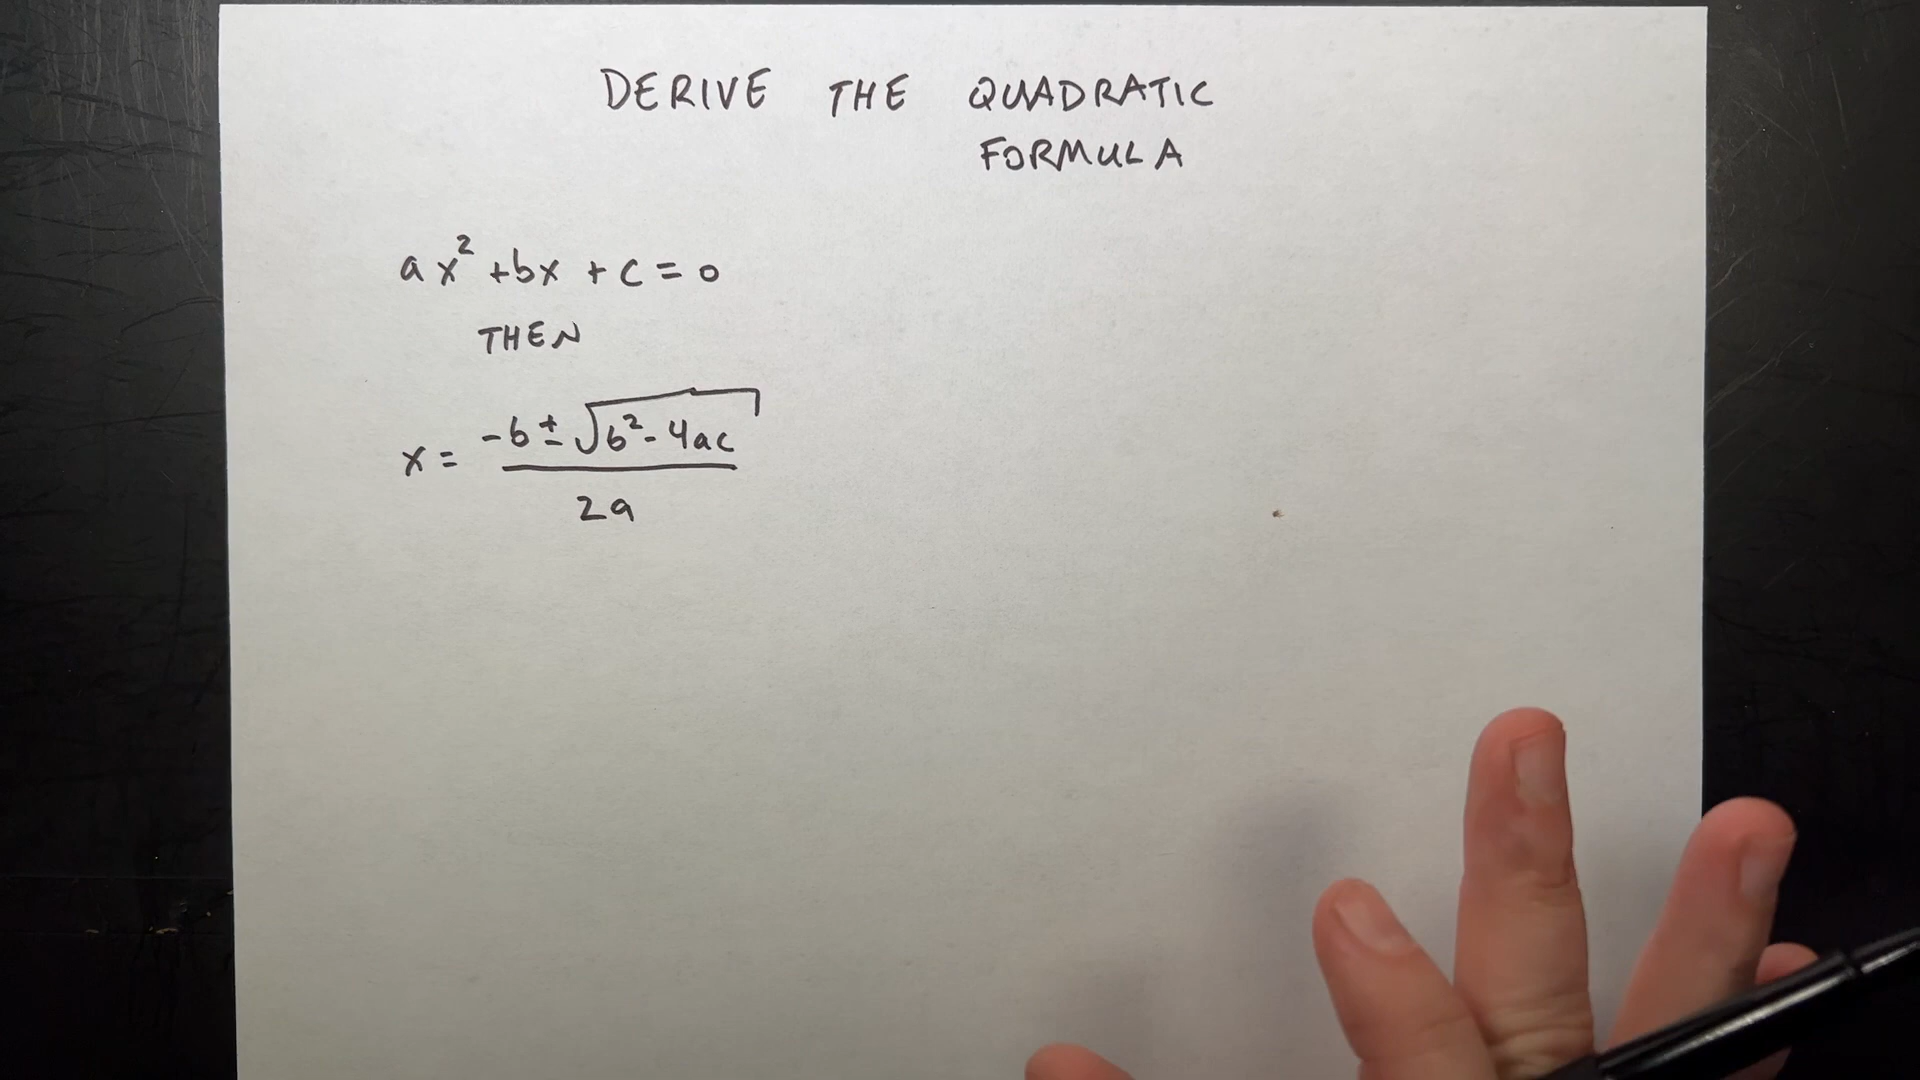 DERIVE THE QUADRATIC
FORMULA
ax² + bx + c = 0
THEN
x = -b ± √b² - 4ac
2a